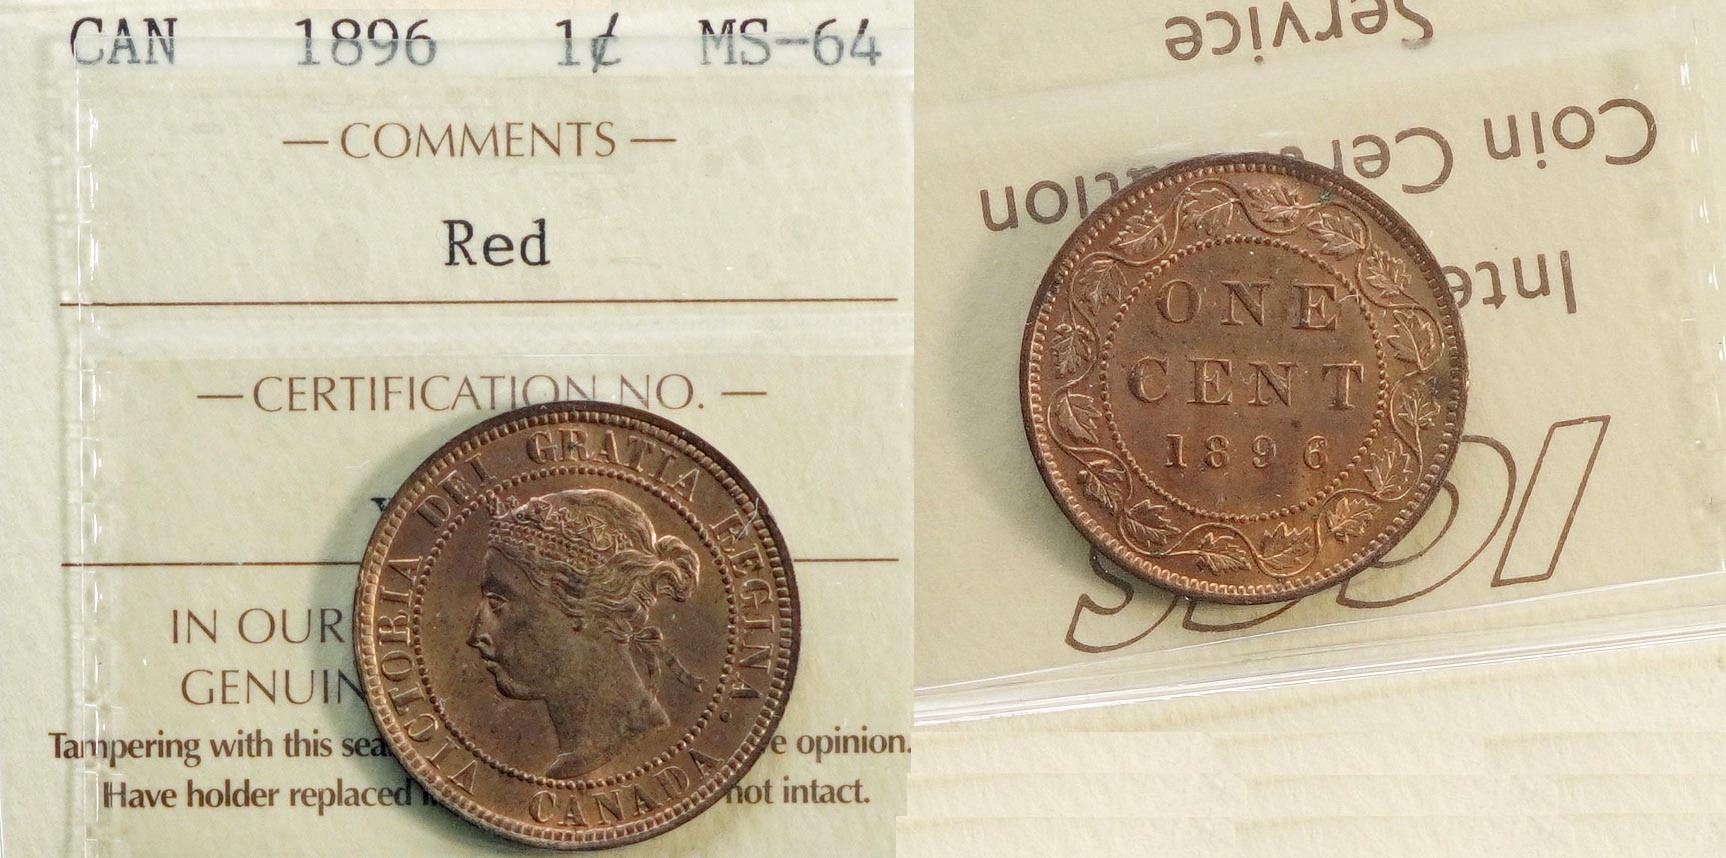 CAN 1896 1¢ MS-64
— COMMENTS —
Red
— CERTIFICATION NO. —
IN OUR
GENUIN
Tampering with this sea
e opinion.
Have holder replaced
not intact.
VICTORIA DEI GRATIA REGINA.
CANADA
Service
Coin Cer ation
Inte
ICCS
ONE
CENT
1896